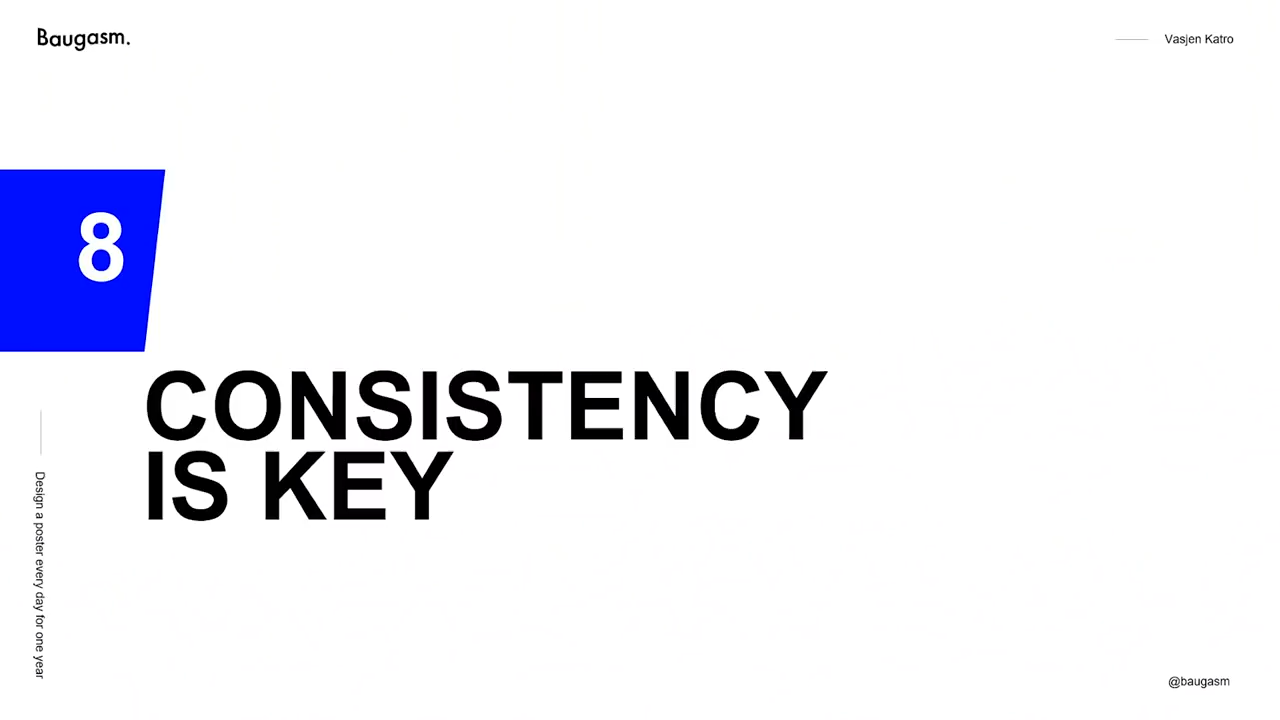 Baugasm.
Vasjen Katro
8
CONSISTENCY
IS KEY
Design a poster every day for one year
@baugasm